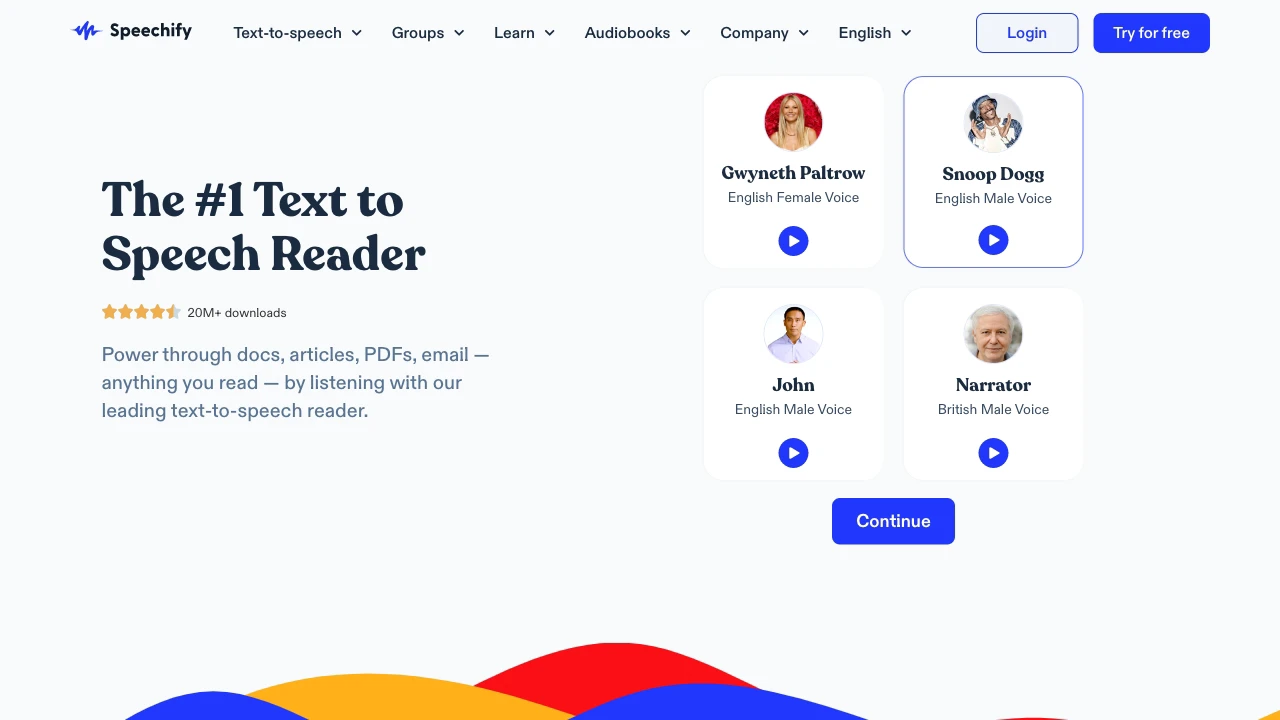 Speechify
Text-to-speech
Groups
Learn
Audiobooks
Company
English
Login
Try for free
The #1 Text to
Speech Reader
20M+ downloads
Power through docs, articles, PDFs, email —
anything you read — by listening with our
leading text-to-speech reader.
Gwyneth Paltrow
English Female Voice
Snoop Dogg
English Male Voice
John
English Male Voice
Narrator
British Male Voice
Continue